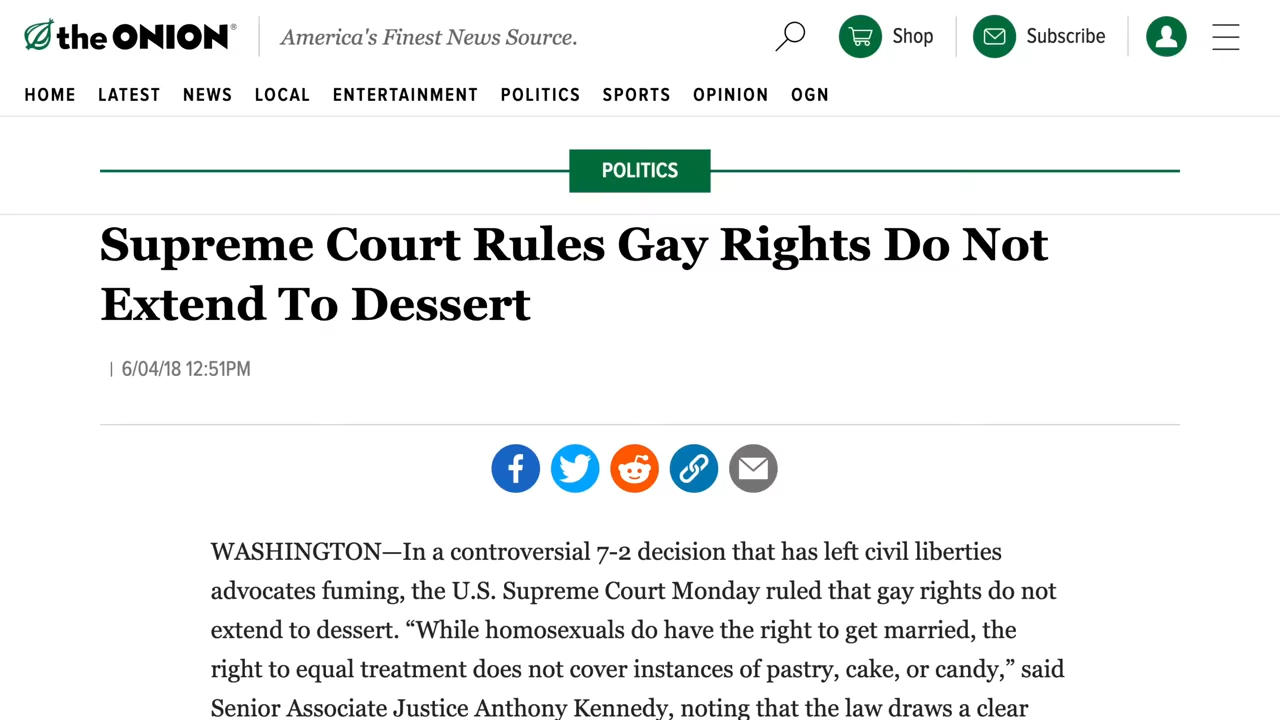 the ONION®
America's Finest News Source.
Shop
Subscribe
HOME LATEST NEWS LOCAL ENTERTAINMENT POLITICS SPORTS OPINION OGN
POLITICS
Supreme Court Rules Gay Rights Do Not
Extend To Dessert
| 6/04/18 12:51PM
WASHINGTON—In a controversial 7-2 decision that has left civil liberties
advocates fuming, the U.S. Supreme Court Monday ruled that gay rights do not
extend to dessert. “While homosexuals do have the right to get married, the
right to equal treatment does not cover instances of pastry, cake, or candy,” said
Senior Associate Justice Anthony Kennedy, noting that the law draws a clear